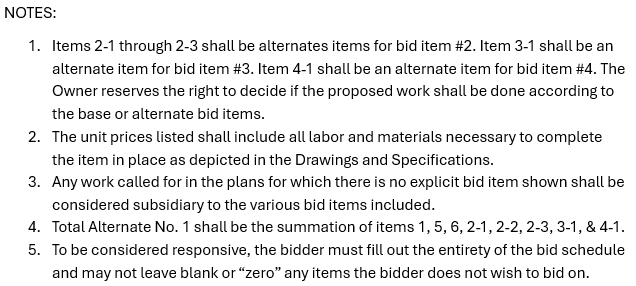 NOTES:
1. Items 2-1 through 2-3 shall be alternates items for bid item #2. Item 3-1 shall be an
alternate item for bid item #3. Item 4-1 shall be an alternate item for bid item #4. The
Owner reserves the right to decide if the proposed work shall be done according to
the base or alternate bid items.
2. The unit prices listed shall include all labor and materials necessary to complete
the item in place as depicted in the Drawings and Specifications.
3. Any work called for in the plans for which there is no explicit bid item shown shall be
considered subsidiary to the various bid items included.
4. Total Alternate No. 1 shall be the summation of items 1, 5, 6, 2-1, 2-2, 2-3, 3-1, & 4-1.
5. To be considered responsive, the bidder must fill out the entirety of the bid schedule
and may not leave blank or “zero” any items the bidder does not wish to bid on.